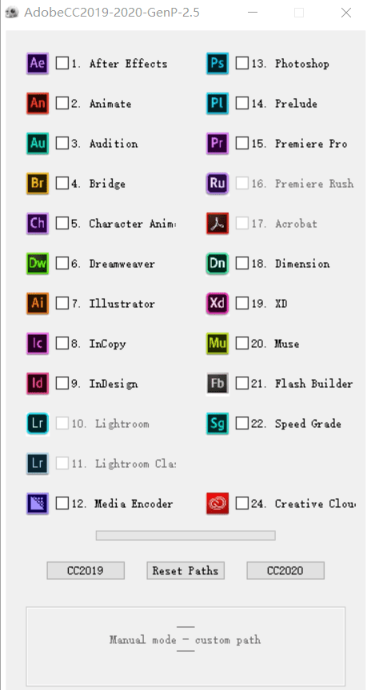 AdobeCC2019-2020-GenP-2.5
Ae 1. After Effects
Ps 13. Photoshop
An 2. Animate
Pl 14. Prelude
Au 3. Audition
Pr 15. Premiere Pro
Br 4. Bridge
Ru 16. Premiere Rush
Ch 5. Character Anim
17. Acrobat
Dw 6. Dreamweaver
Dn 18. Dimension
Ai 7. Illustrator
Xd 19. XD
Ic 8. InCopy
Mu 20. Muse
Id 9. InDesign
Fb 21. Flash Builder
Lr 10. Lightroom
Sg 22. Speed Grade
Lr 11. Lightroom Cla
12. Media Encoder
24. Creative Clou
CC2019
Reset Paths
CC2020
Manual mode - custom path